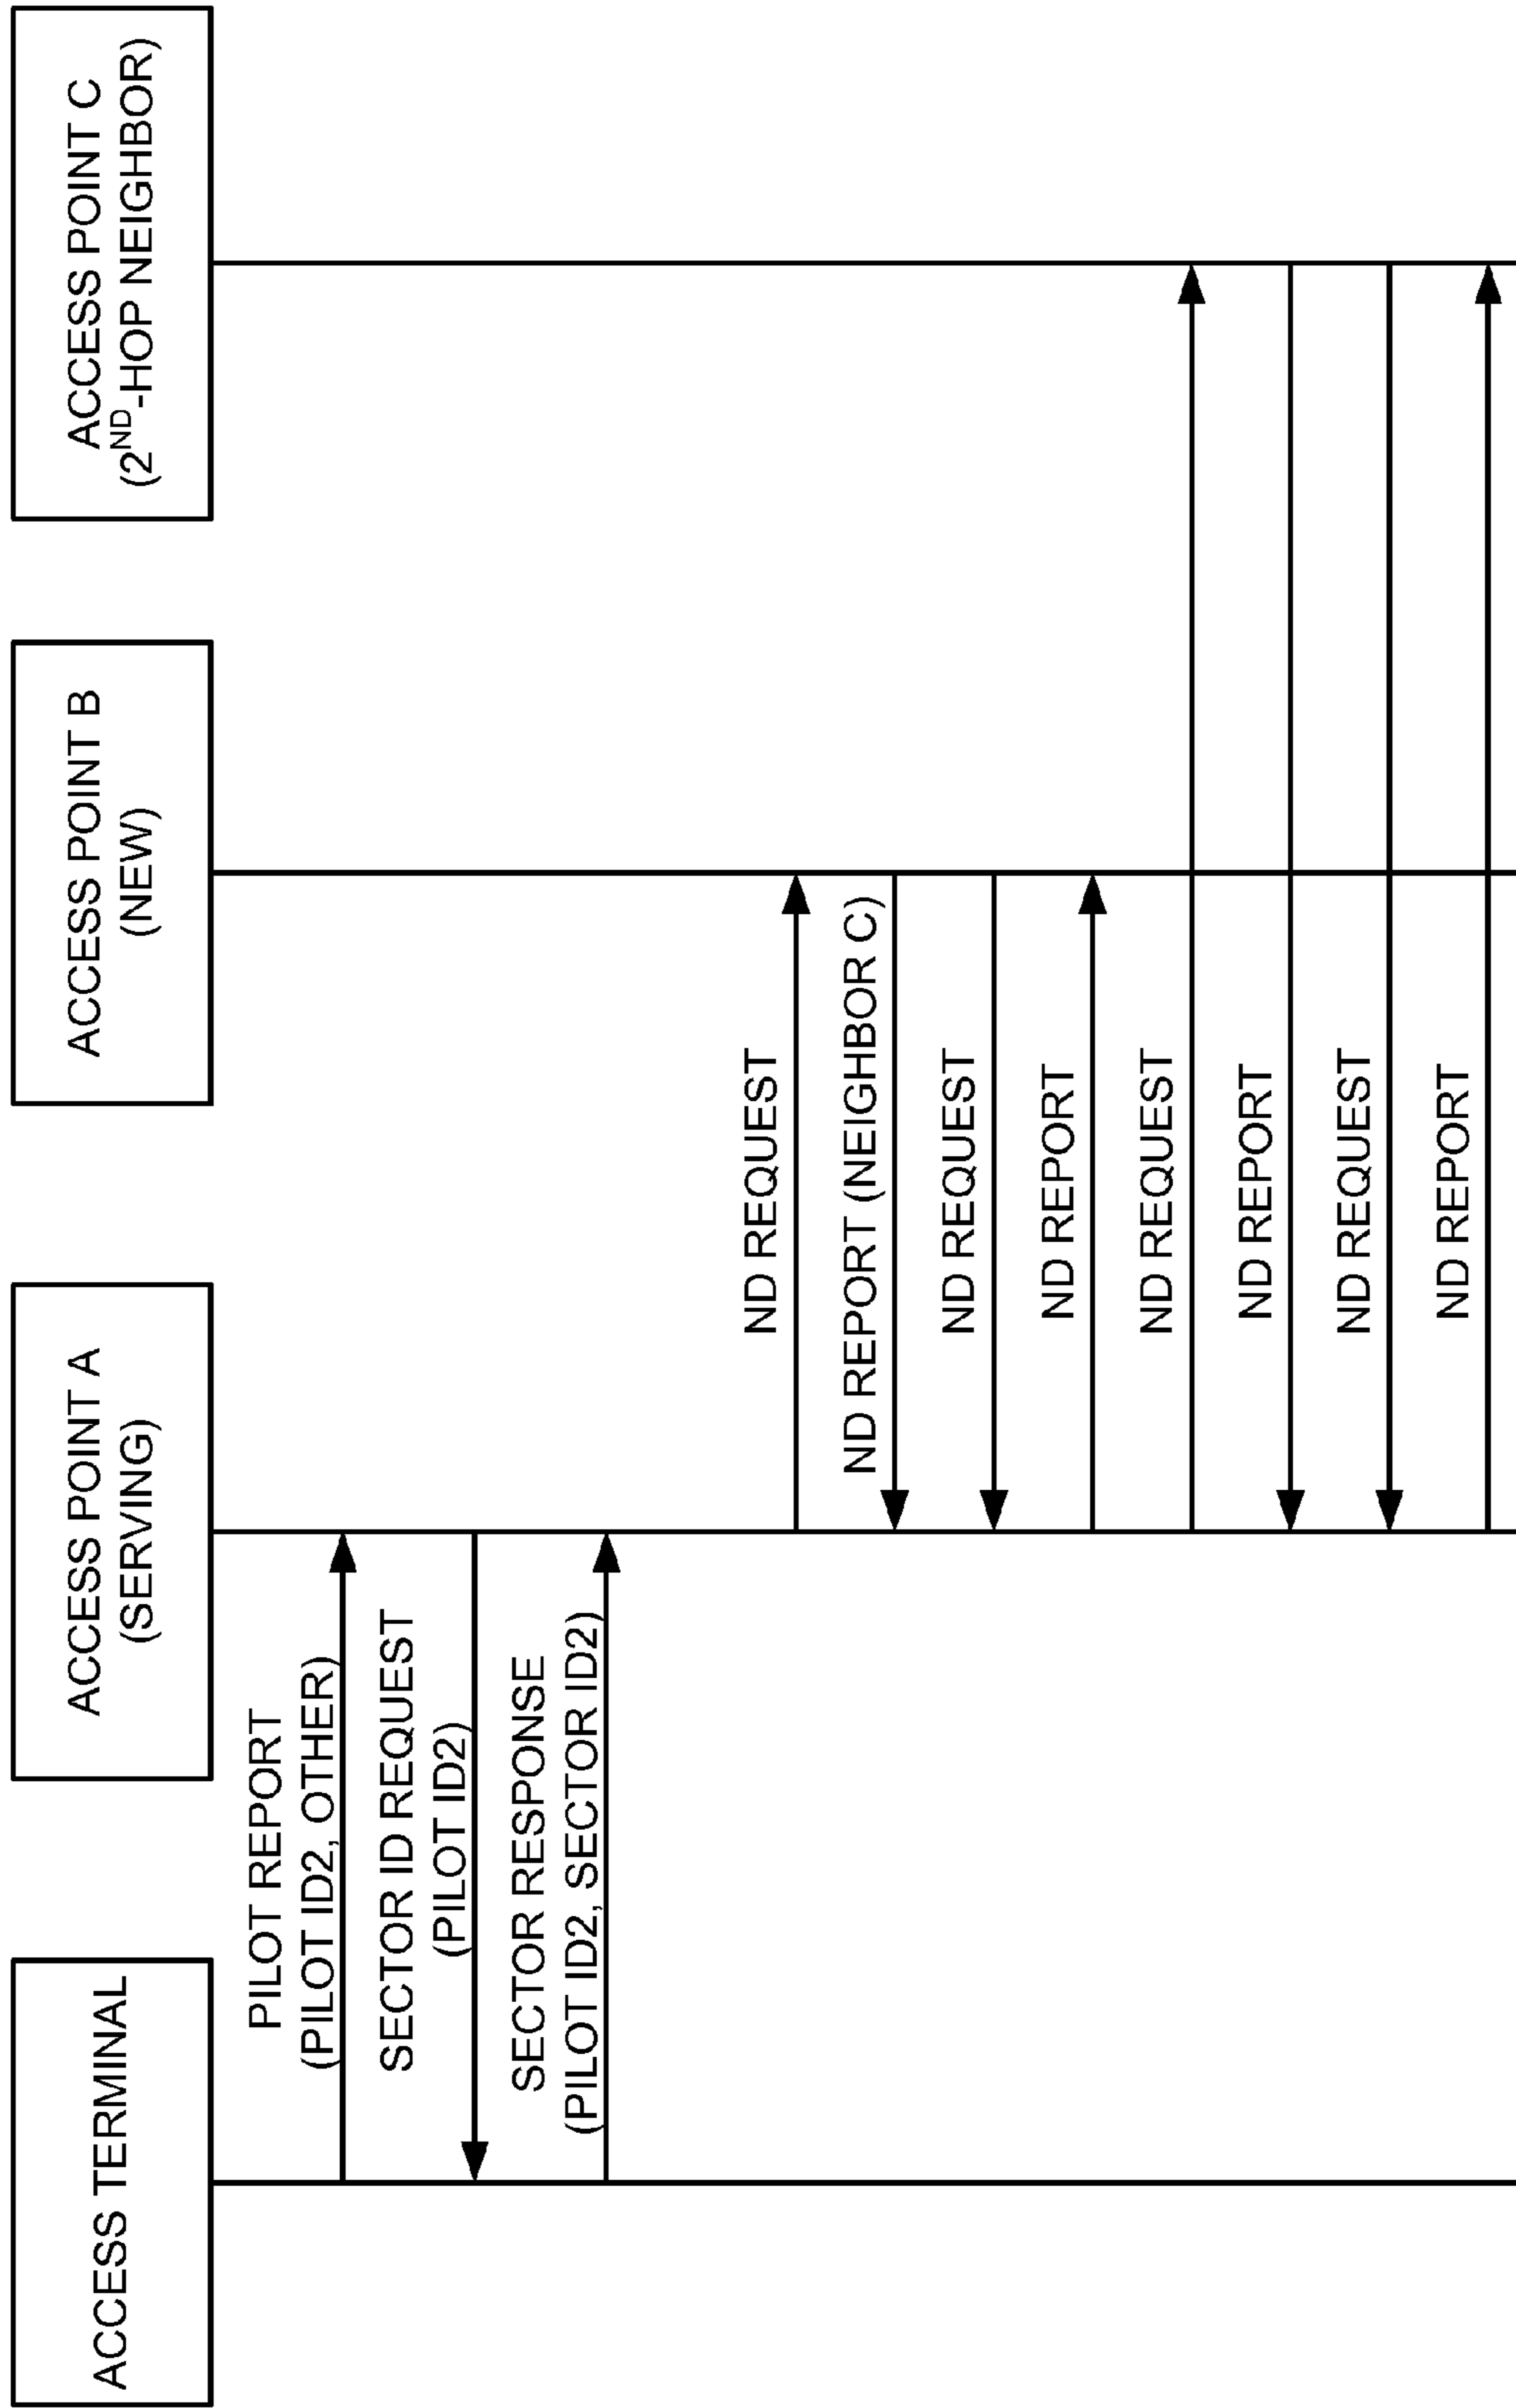 ACCESS TERMINAL
ACCESS POINT A
(SERVING)
ACCESS POINT B
(NEW)
ACCESS POINT C
(2ND-HOP NEIGHBOR)
PILOT REPORT
(PILOT ID2, OTHER)
SECTOR ID REQUEST
(PILOT ID2)
SECTOR RESPONSE
(PILOT ID2, SECTOR ID2)
ND REQUEST
ND REPORT (NEIGHBOR C)
ND REQUEST
ND REPORT
ND REQUEST
ND REPORT
ND REQUEST
ND REPORT